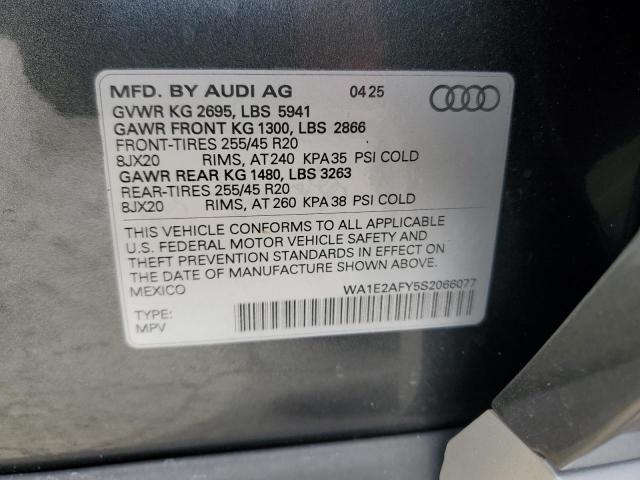 MFD. BY AUDI AG 04 25
GVWR KG 2695, LBS 5941
GAWR FRONT KG 1300, LBS 2866
FRONT-TIRES 255/45 R20
8JX20 RIMS, AT 240 KPA 35 PSI COLD
GAWR REAR KG 1480, LBS 3263
REAR-TIRES 255/45 R20
8JX20 RIMS, AT 260 KPA 38 PSI COLD
THIS VEHICLE CONFORMS TO ALL APPLICABLE
U.S. FEDERAL MOTOR VEHICLE SAFETY AND
THEFT PREVENTION STANDARDS IN EFFECT ON
THE DATE OF MANUFACTURE SHOWN ABOVE.
MEXICO WA1E2AFY5S2066077
TYPE:
MPV